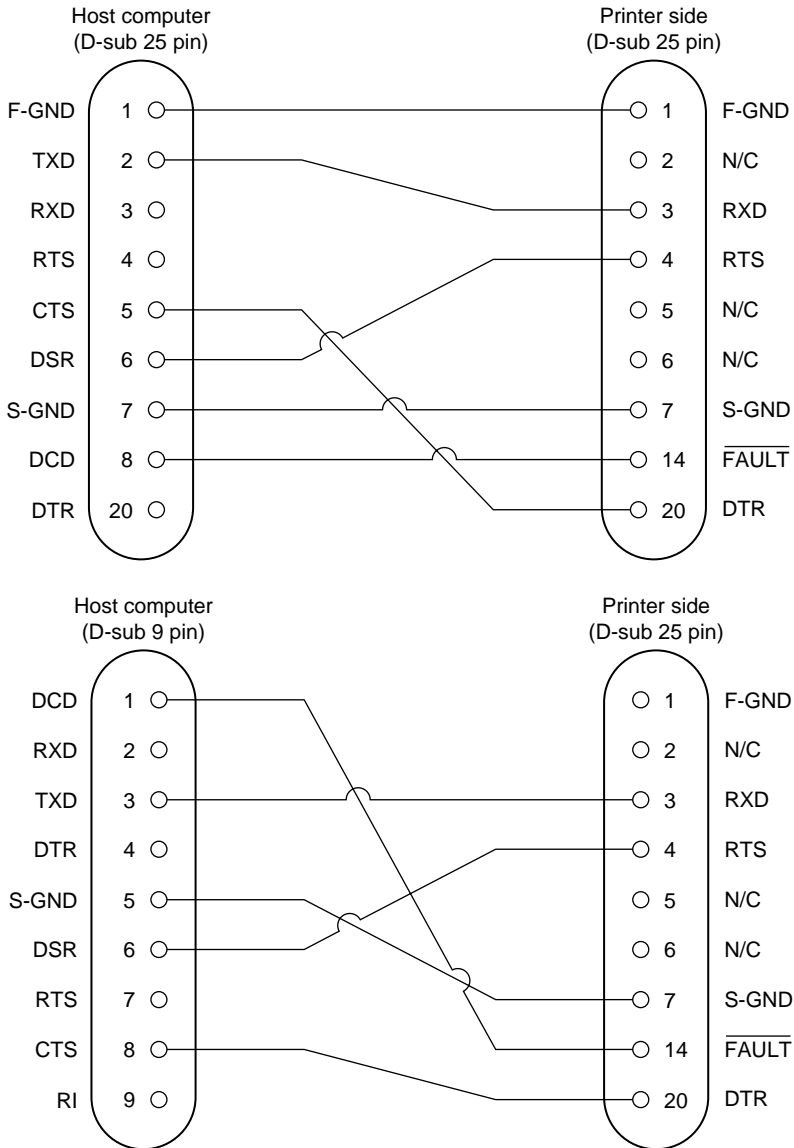 Host computer
(D-sub 25 pin)
Printer side
(D-sub 25 pin)
F-GND 1 1 F-GND
TXD 2 2 N/C
RXD 3 3 RXD
RTS 4 4 RTS
CTS 5 5 N/C
DSR 6 6 N/C
S-GND 7 7 S-GND
DCD 8 14 FAULT
DTR 20 20 DTR
Host computer
(D-sub 9 pin)
Printer side
(D-sub 25 pin)
DCD 1 1 F-GND
RXD 2 2 N/C
TXD 3 3 RXD
DTR 4 4 RTS
S-GND 5 5 N/C
DSR 6 6 N/C
RTS 7 7 S-GND
CTS 8 14 FAULT
RI 9 20 DTR